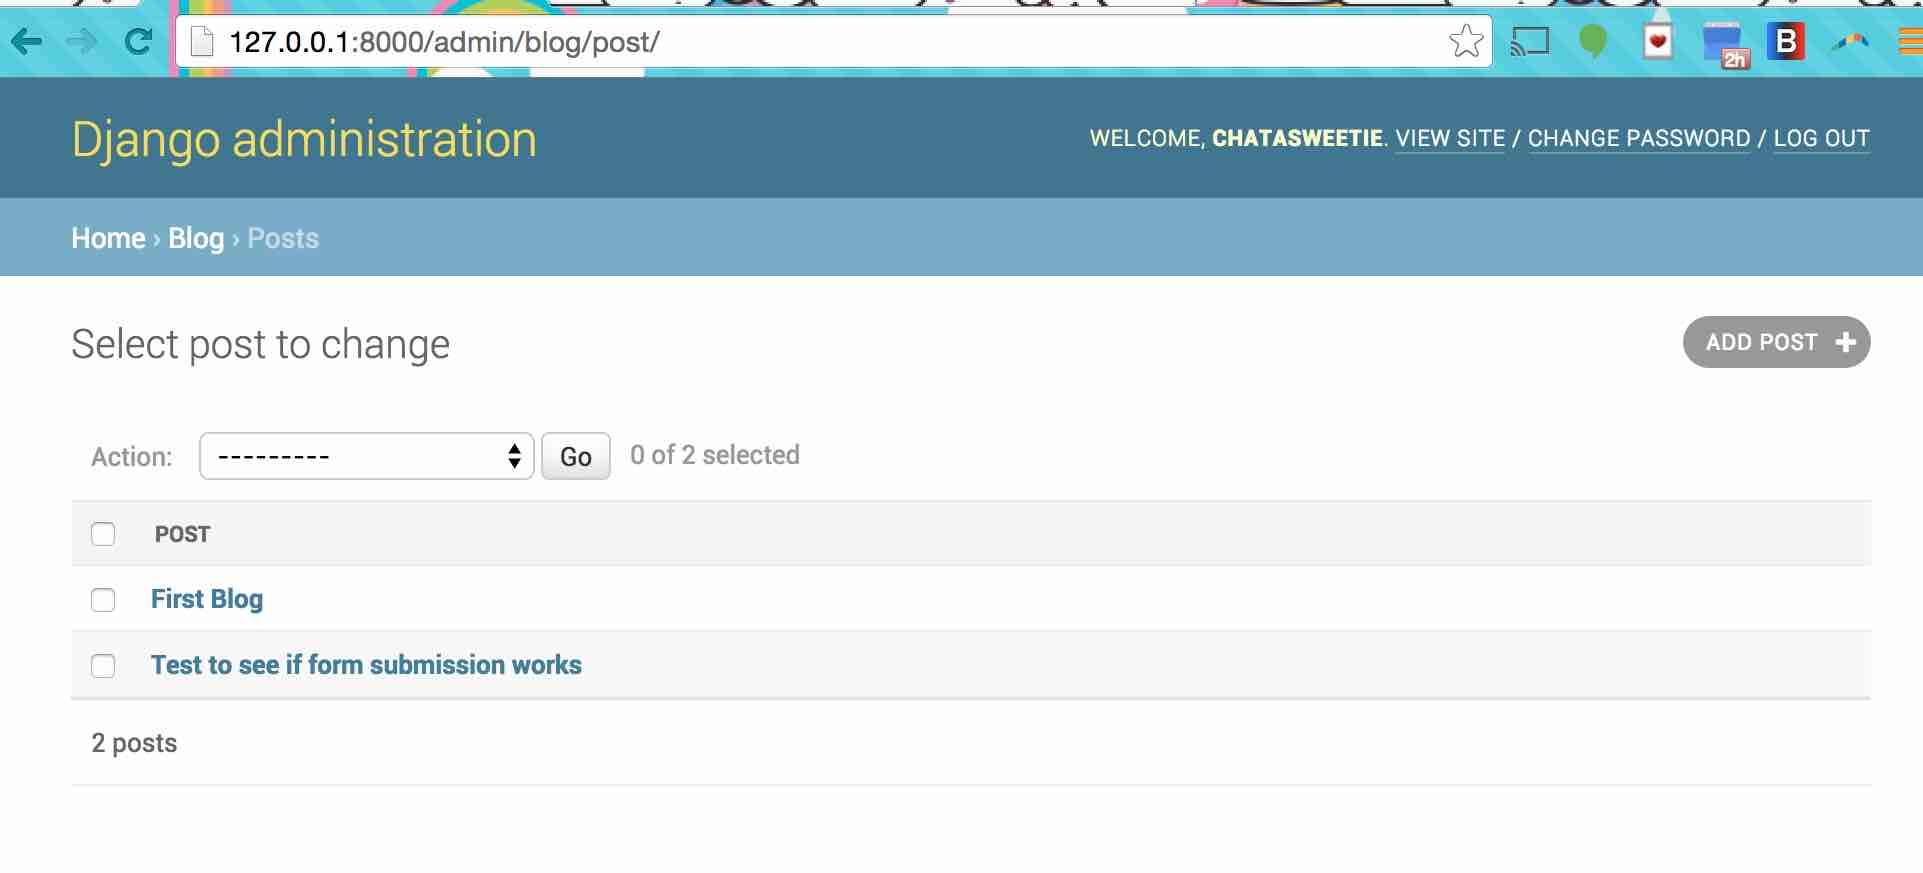 127.0.0.1:8000/admin/blog/post/
2h
B
Django administration
WELCOME, CHATASWEETIE. VIEW SITE / CHANGE PASSWORD / LOG OUT
Home › Blog › Posts
Select post to change
ADD POST +
Action: --------- Go 0 of 2 selected
POST
First Blog
Test to see if form submission works
2 posts